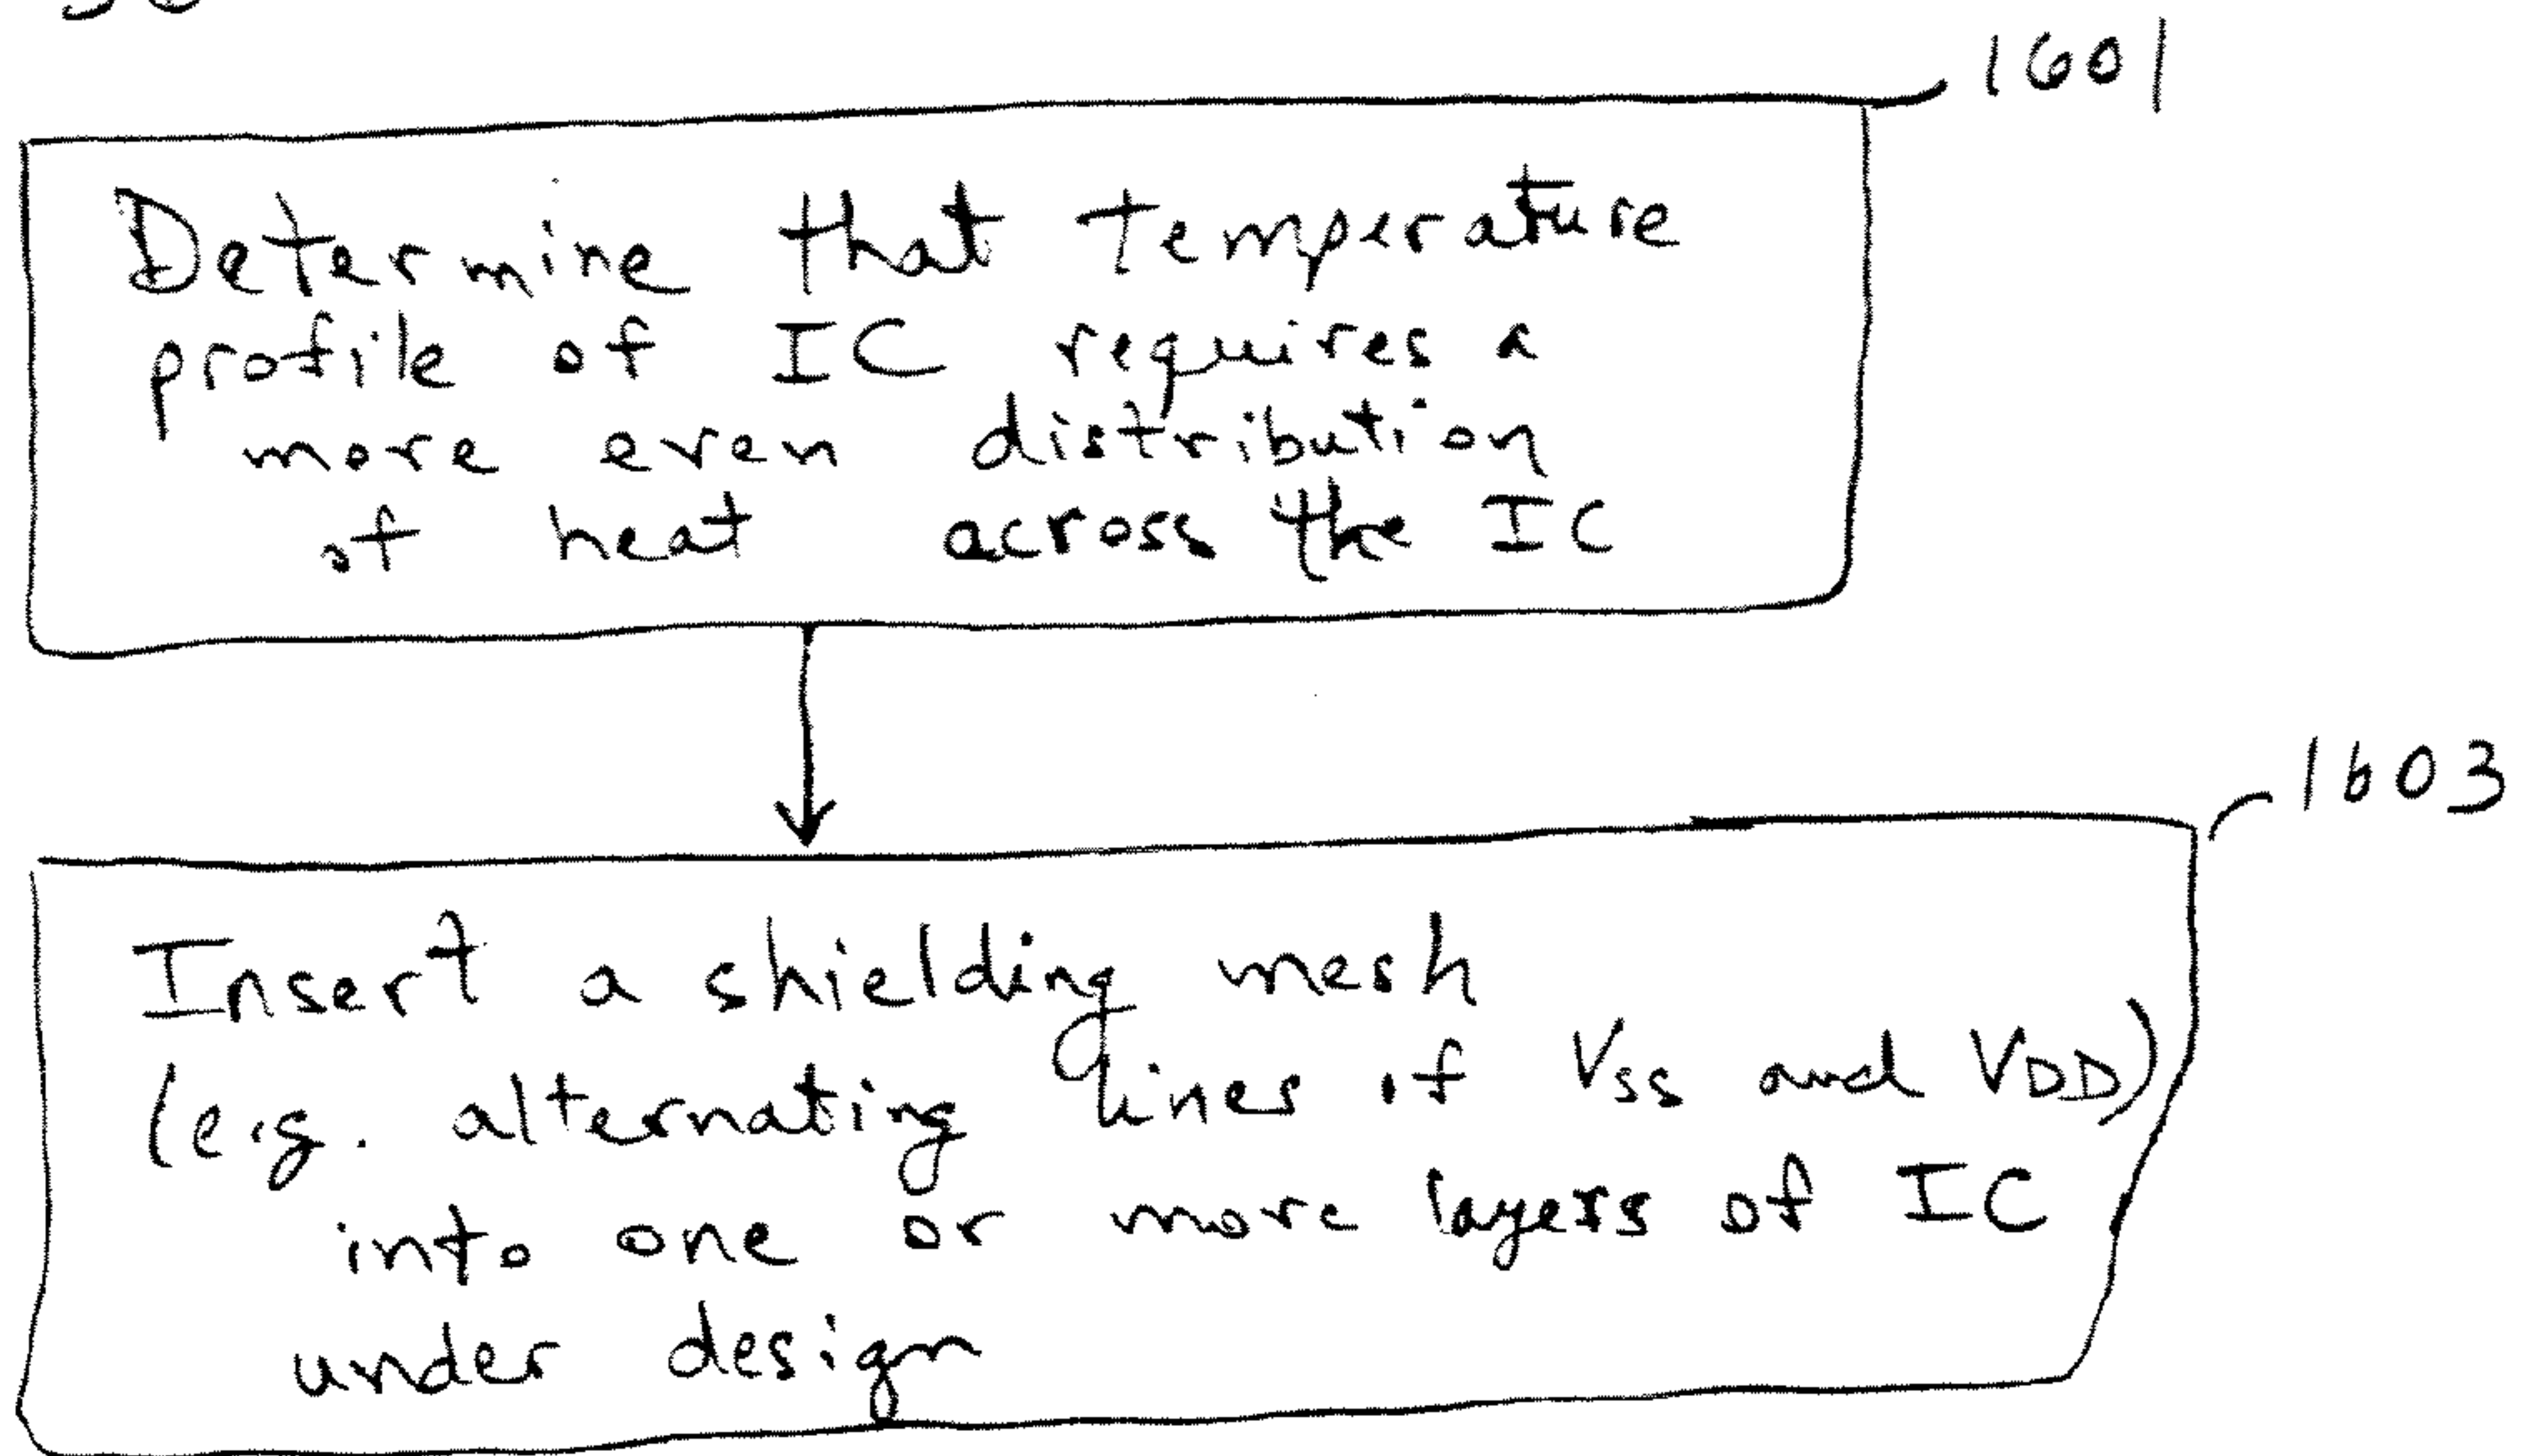 1601
Determine that temperature
profile of IC requires a
more even distribution
of heat across the IC
1603
Insert a shielding mesh
(e.g. alternating lines of VSS and VDD)
into one or more layers of IC
under design